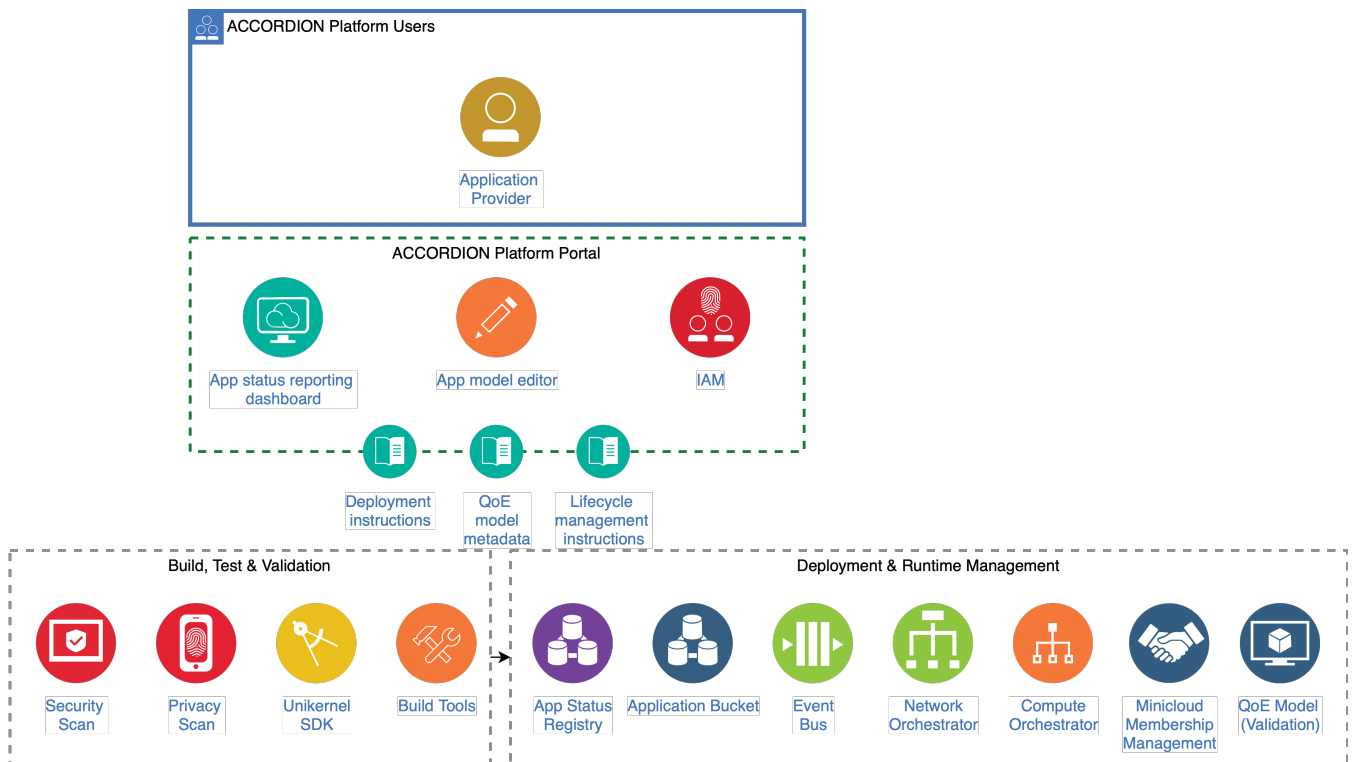 ACCORDION Platform Users
Application
Provider
ACCORDION Platform Portal
App status reporting
dashboard
App model editor
IAM
Deployment
instructions
QoE
model
metadata
Lifecycle
management
instructions
Build, Test & Validation
Security
Scan
Privacy
Scan
Unikernel
SDK
Build Tools
Deployment & Runtime Management
App Status
Registry
Application Bucket
Event
Bus
Network
Orchestrator
Compute
Orchestrator
Minicloud
Membership
Management
QoE Model
(Validation)